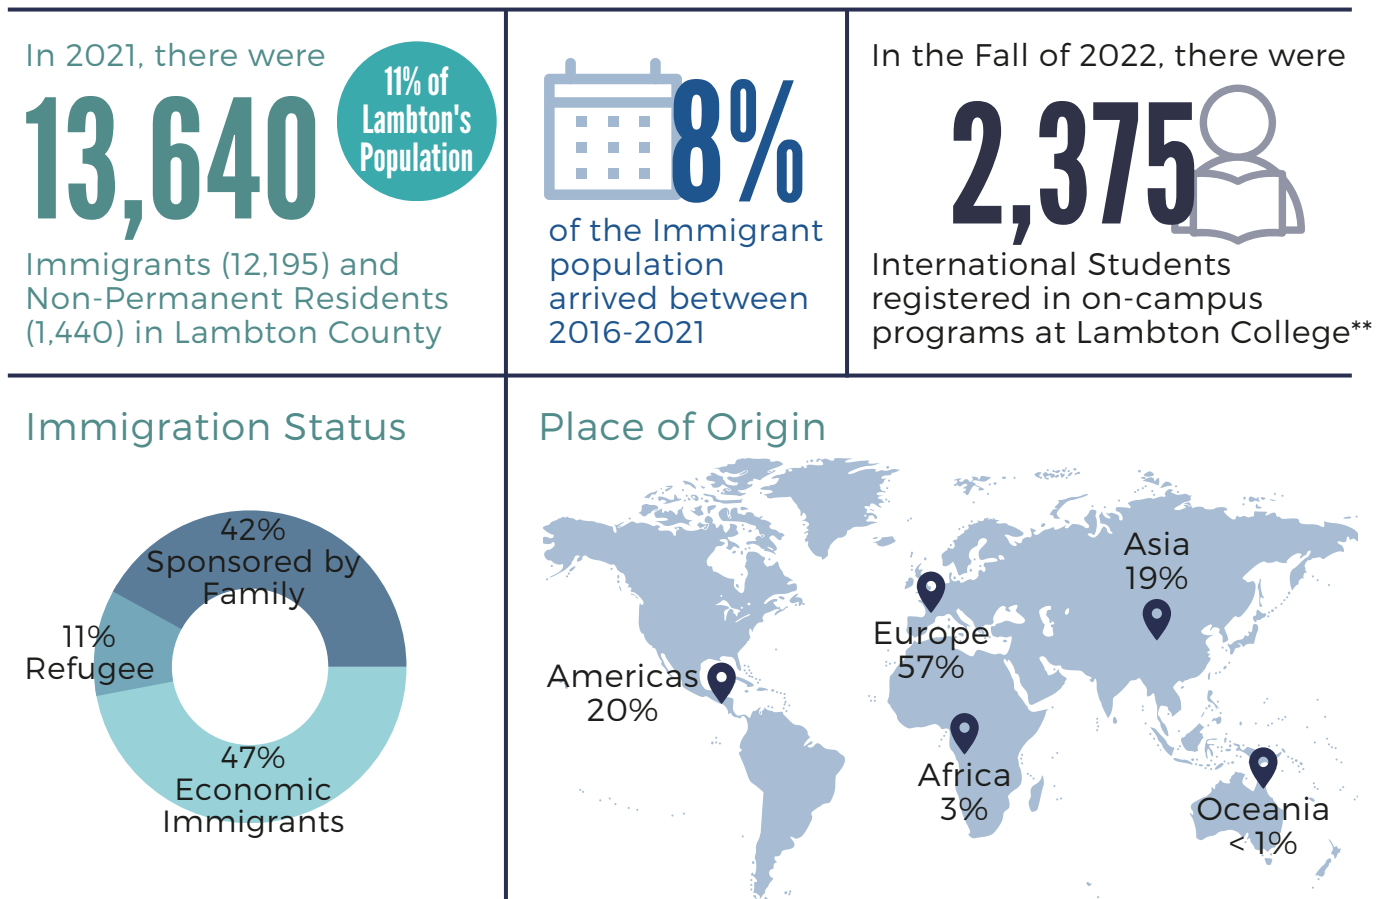 In 2021, there were
13,640
11% of
Lambton's
Population
Immigrants (12,195) and
Non-Permanent Residents
(1,440) in Lambton County
8%
of the Immigrant
population
arrived between
2016-2021
In the Fall of 2022, there were
2,375
International Students
registered in on-campus
programs at Lambton College**
Immigration Status
42%
Sponsored by
Family
11%
Refugee
47%
Economic
Immigrants
Place of Origin
Asia
19%
Europe
57%
Americas
20%
Africa
3%
Oceania
< 1%